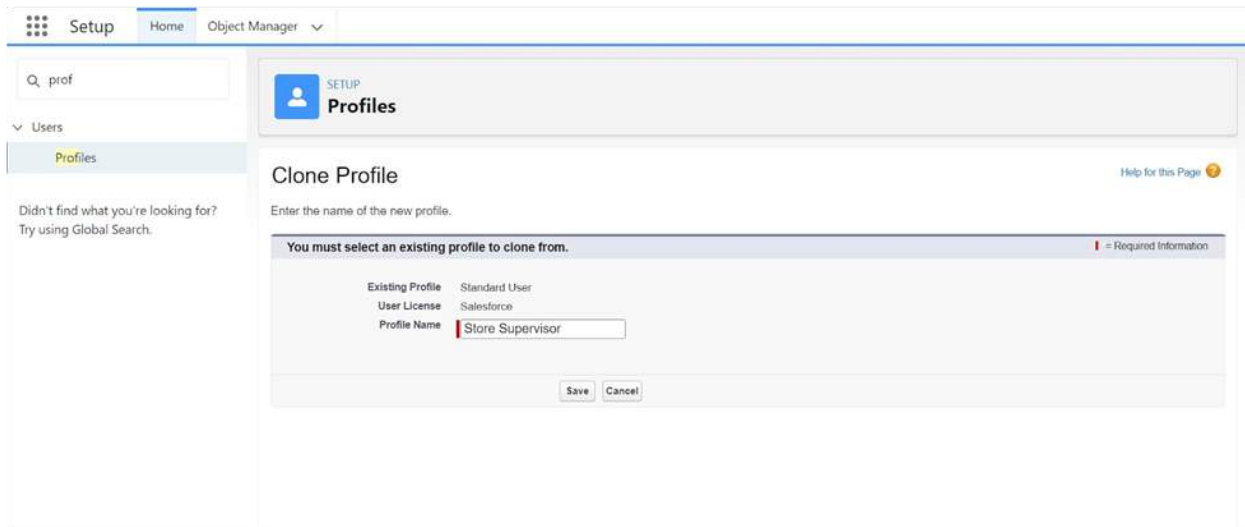 Setup Home Object Manager
prof
Users
Profiles
Didn't find what you're looking for?
Try using Global Search.
SETUP
Profiles
Clone Profile
Help for this Page
Enter the name of the new profile.
You must select an existing profile to clone from.
= Required Information
Existing Profile Standard User
User License Salesforce
Profile Name Store Supervisor
Save Cancel